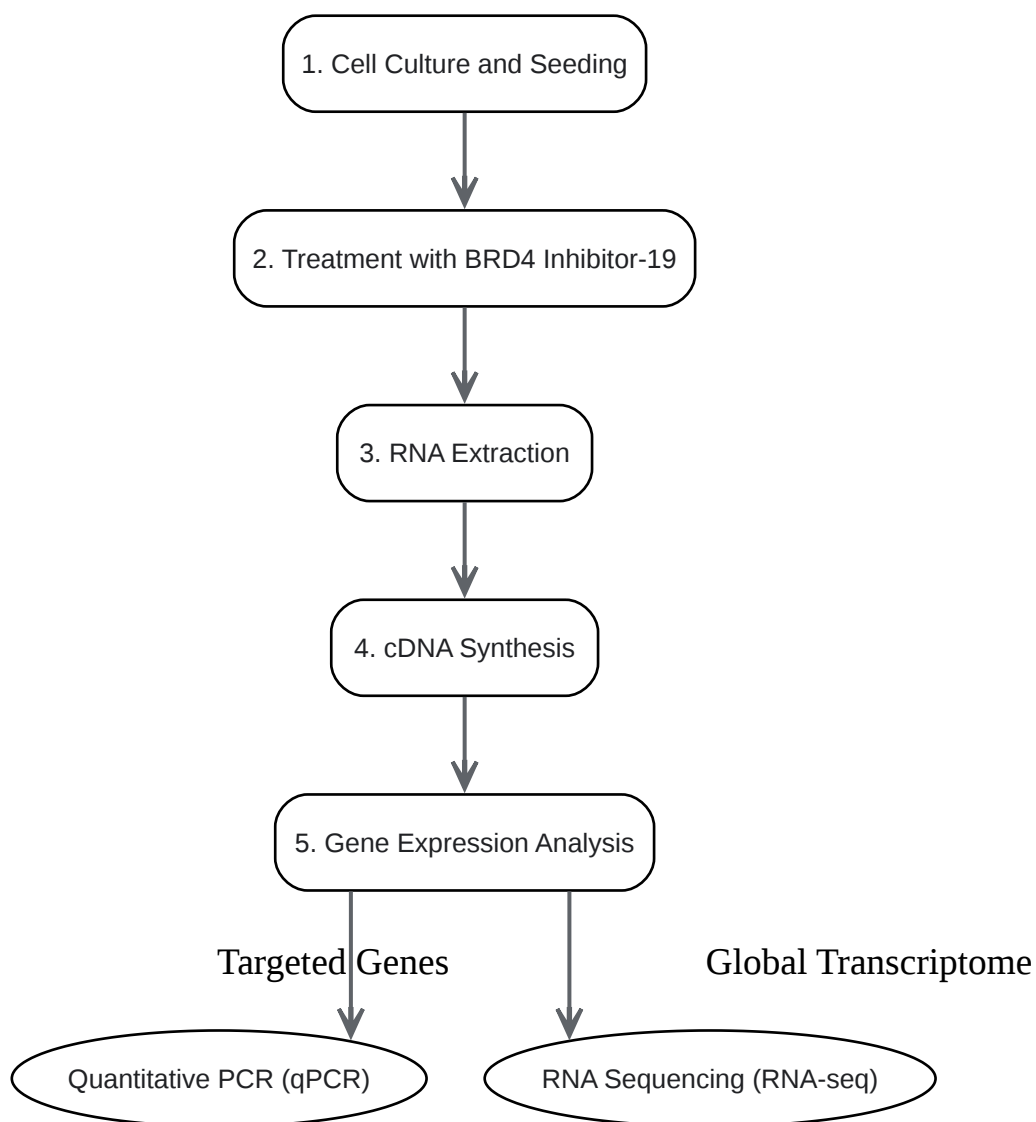 1. Cell Culture and Seeding
2. Treatment with BRD4 Inhibitor-19
3. RNA Extraction
4. cDNA Synthesis
5. Gene Expression Analysis
Targeted Genes
Global Transcriptome
Quantitative PCR (qPCR)
RNA Sequencing (RNA-seq)